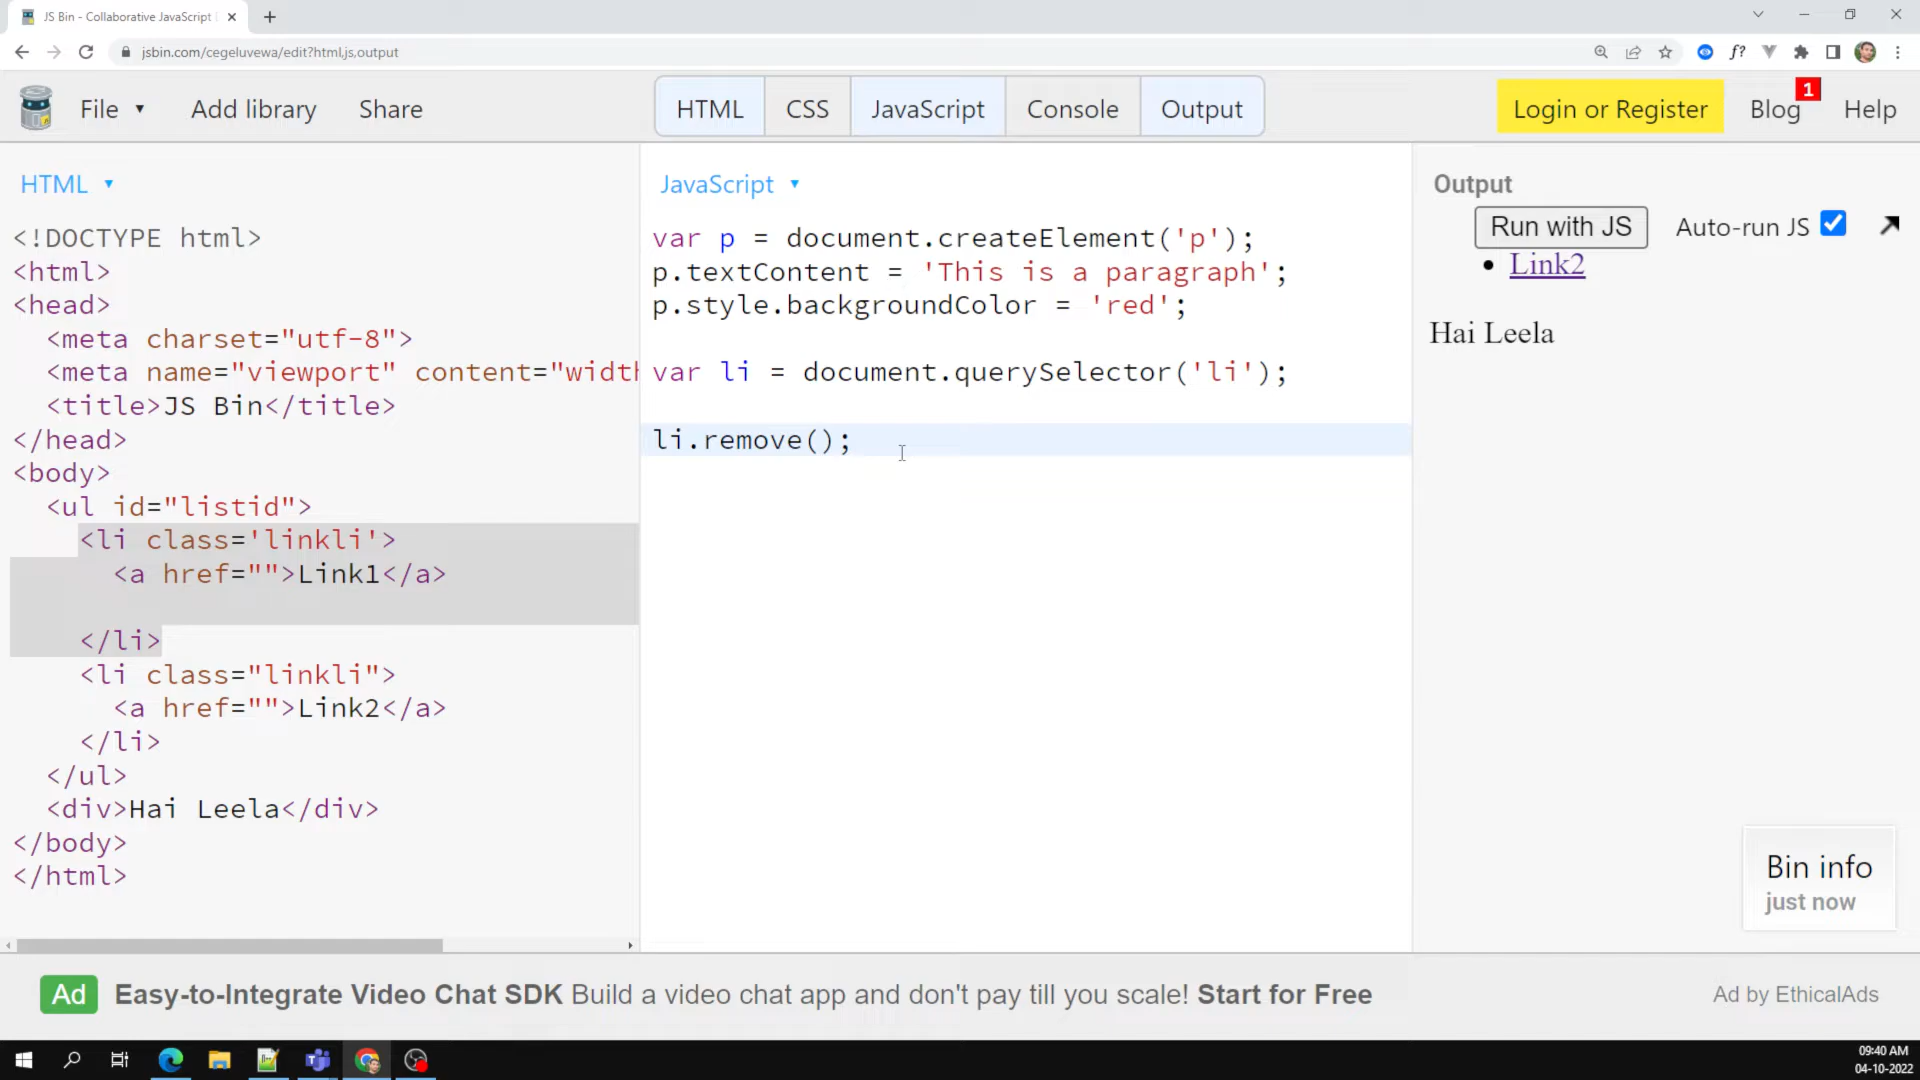 JS Bin - Collaborative JavaScript
jsbin.com/cegeluvewa/edit?html,js,output
f?
File Add library Share
HTML CSS JavaScript Console Output
Login or Register Blog 1 Help
HTML
<!DOCTYPE html>
<html>
<head>
<meta charset="utf-8">
<meta name="viewport" content="width
<title>JS Bin</title>
</head>
<body>
<ul id="listid">
<li class='linkli'>
<a href="">Link1</a>
</li>
<li class="linkli">
<a href="">Link2</a>
</li>
</ul>
<div>Hai Leela</div>
</body>
</html>
JavaScript
var p = document.createElement('p');
p.textContent = 'This is a paragraph';
p.style.backgroundColor = 'red';
var li = document.querySelector('li');
li.remove();
Output
Run with JS Auto-run JS
• Link2
Hai Leela
Bin info
just now
Ad Easy-to-Integrate Video Chat SDK Build a video chat app and don't pay till you scale! Start for Free
Ad by EthicalAds
09:40 AM
04-10-2022